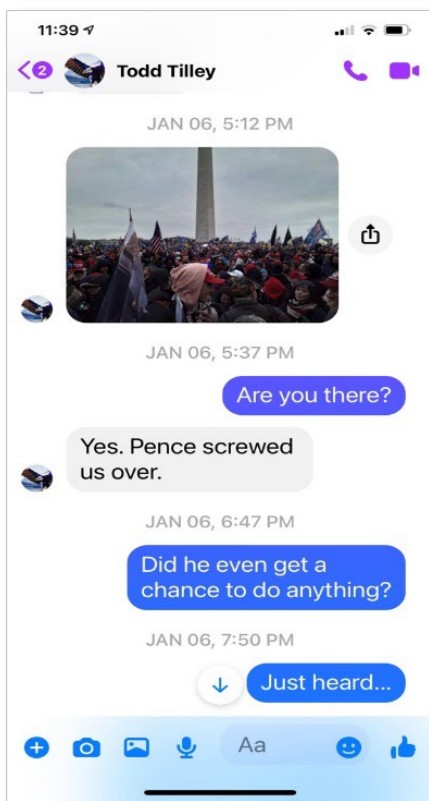 11:39
2
Todd Tilley
JAN 06, 5:12 PM
JAN 06, 5:37 PM
Are you there?
Yes. Pence screwed
us over.
JAN 06, 6:47 PM
Did he even get a
chance to do anything?
JAN 06, 7:50 PM
Just heard...
Aa